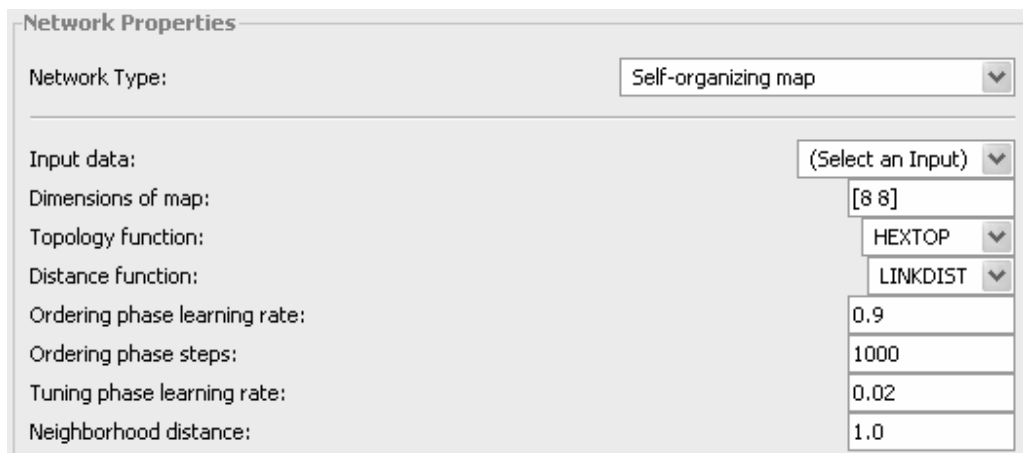 Network Properties
Network Type: Self-organizing map
Input data: (Select an Input)
Dimensions of map: [8 8]
Topology function: HEXTOP
Distance function: LINKDIST
Ordering phase learning rate: 0.9
Ordering phase steps: 1000
Tuning phase learning rate: 0.02
Neighborhood distance: 1.0